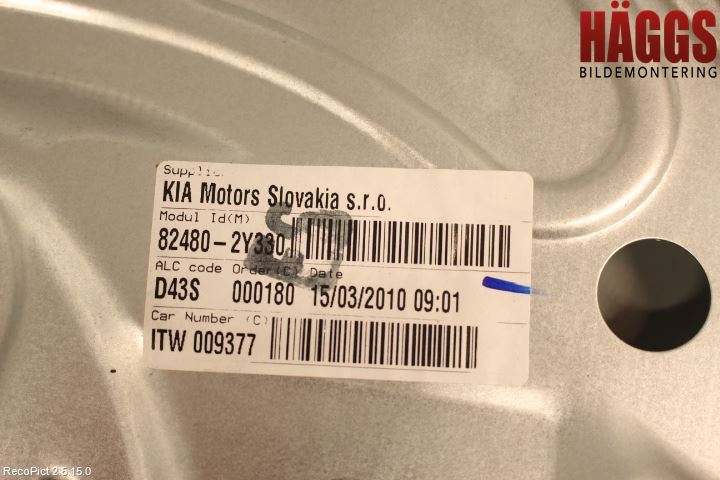 HÄGGS
BILDEMONTERING
KIA Motors Slovakia s.r.o.
Modul Id(M)
82480-2Y330
ALC code Order(C) Date
D43S 000180 15/03/2010 09:01
Car Number (C)
ITW 009377
RecoPict 2.5.15.0